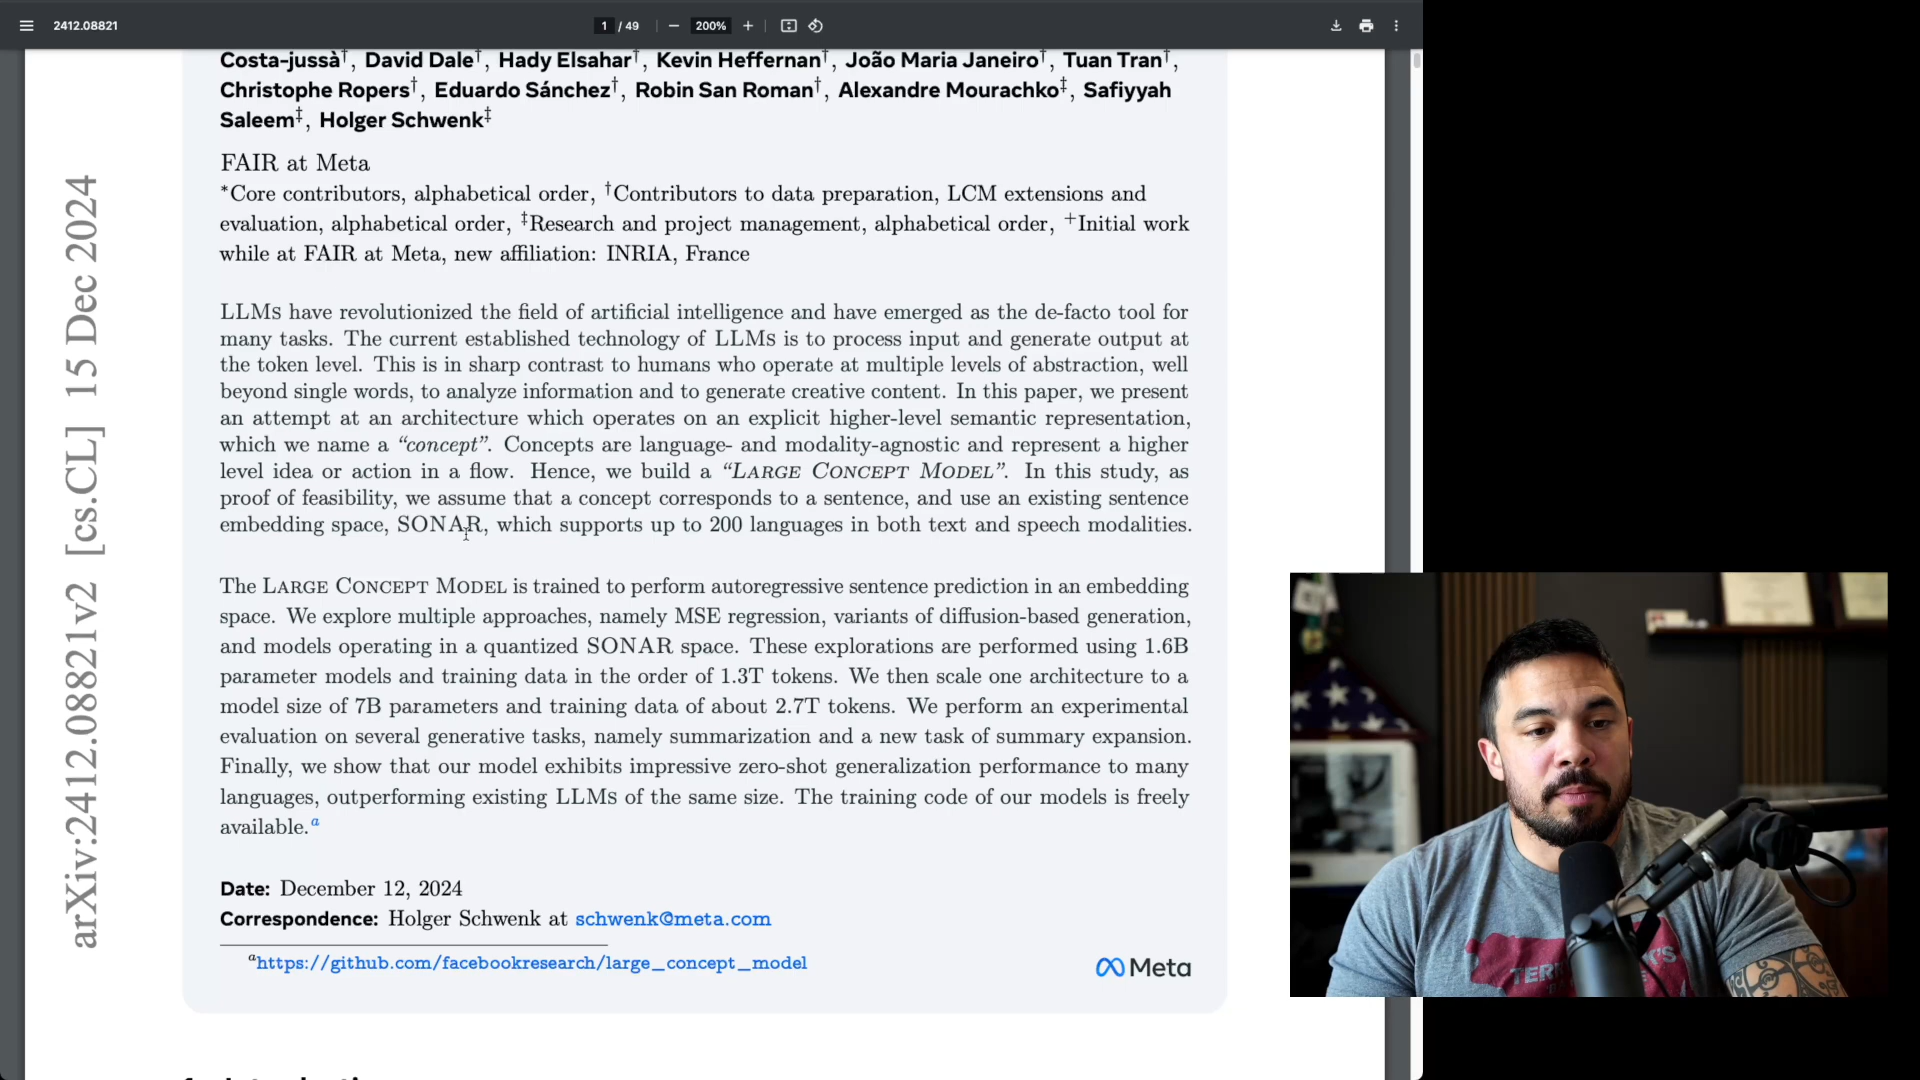 2412.08821
1 / 49
200%
Costa-jussà†, David Dale†, Hady Elsahar†, Kevin Heffernan†, João Maria Janeiro†, Tuan Tran†,
Christophe Ropers†, Eduardo Sánchez†, Robin San Roman†, Alexandre Mourachko‡, Safiyyah
Saleem‡, Holger Schwenk‡
FAIR at Meta
*Core contributors, alphabetical order, †Contributors to data preparation, LCM extensions and
evaluation, alphabetical order, ‡Research and project management, alphabetical order, +Initial work
while at FAIR at Meta, new affiliation: INRIA, France
LLMs have revolutionized the field of artificial intelligence and have emerged as the de-facto tool for
many tasks. The current established technology of LLMs is to process input and generate output at
the token level. This is in sharp contrast to humans who operate at multiple levels of abstraction, well
beyond single words, to analyze information and to generate creative content. In this paper, we present
an attempt at an architecture which operates on an explicit higher-level semantic representation,
which we name a “concept”. Concepts are language- and modality-agnostic and represent a higher
level idea or action in a flow. Hence, we build a “LARGE CONCEPT MODEL”. In this study, as
proof of feasibility, we assume that a concept corresponds to a sentence, and use an existing sentence
embedding space, SONAR, which supports up to 200 languages in both text and speech modalities.
The LARGE CONCEPT MODEL is trained to perform autoregressive sentence prediction in an embedding
space. We explore multiple approaches, namely MSE regression, variants of diffusion-based generation,
and models operating in a quantized SONAR space. These explorations are performed using 1.6B
parameter models and training data in the order of 1.3T tokens. We then scale one architecture to a
model size of 7B parameters and training data of about 2.7T tokens. We perform an experimental
evaluation on several generative tasks, namely summarization and a new task of summary expansion.
Finally, we show that our model exhibits impressive zero-shot generalization performance to many
languages, outperforming existing LLMs of the same size. The training code of our models is freely
available.a
Date: December 12, 2024
Correspondence: Holger Schwenk at schwenk@meta.com
ahttps://github.com/facebookresearch/large_concept_model
Meta
arXiv:2412.08821v2 [cs.CL] 15 Dec 2024